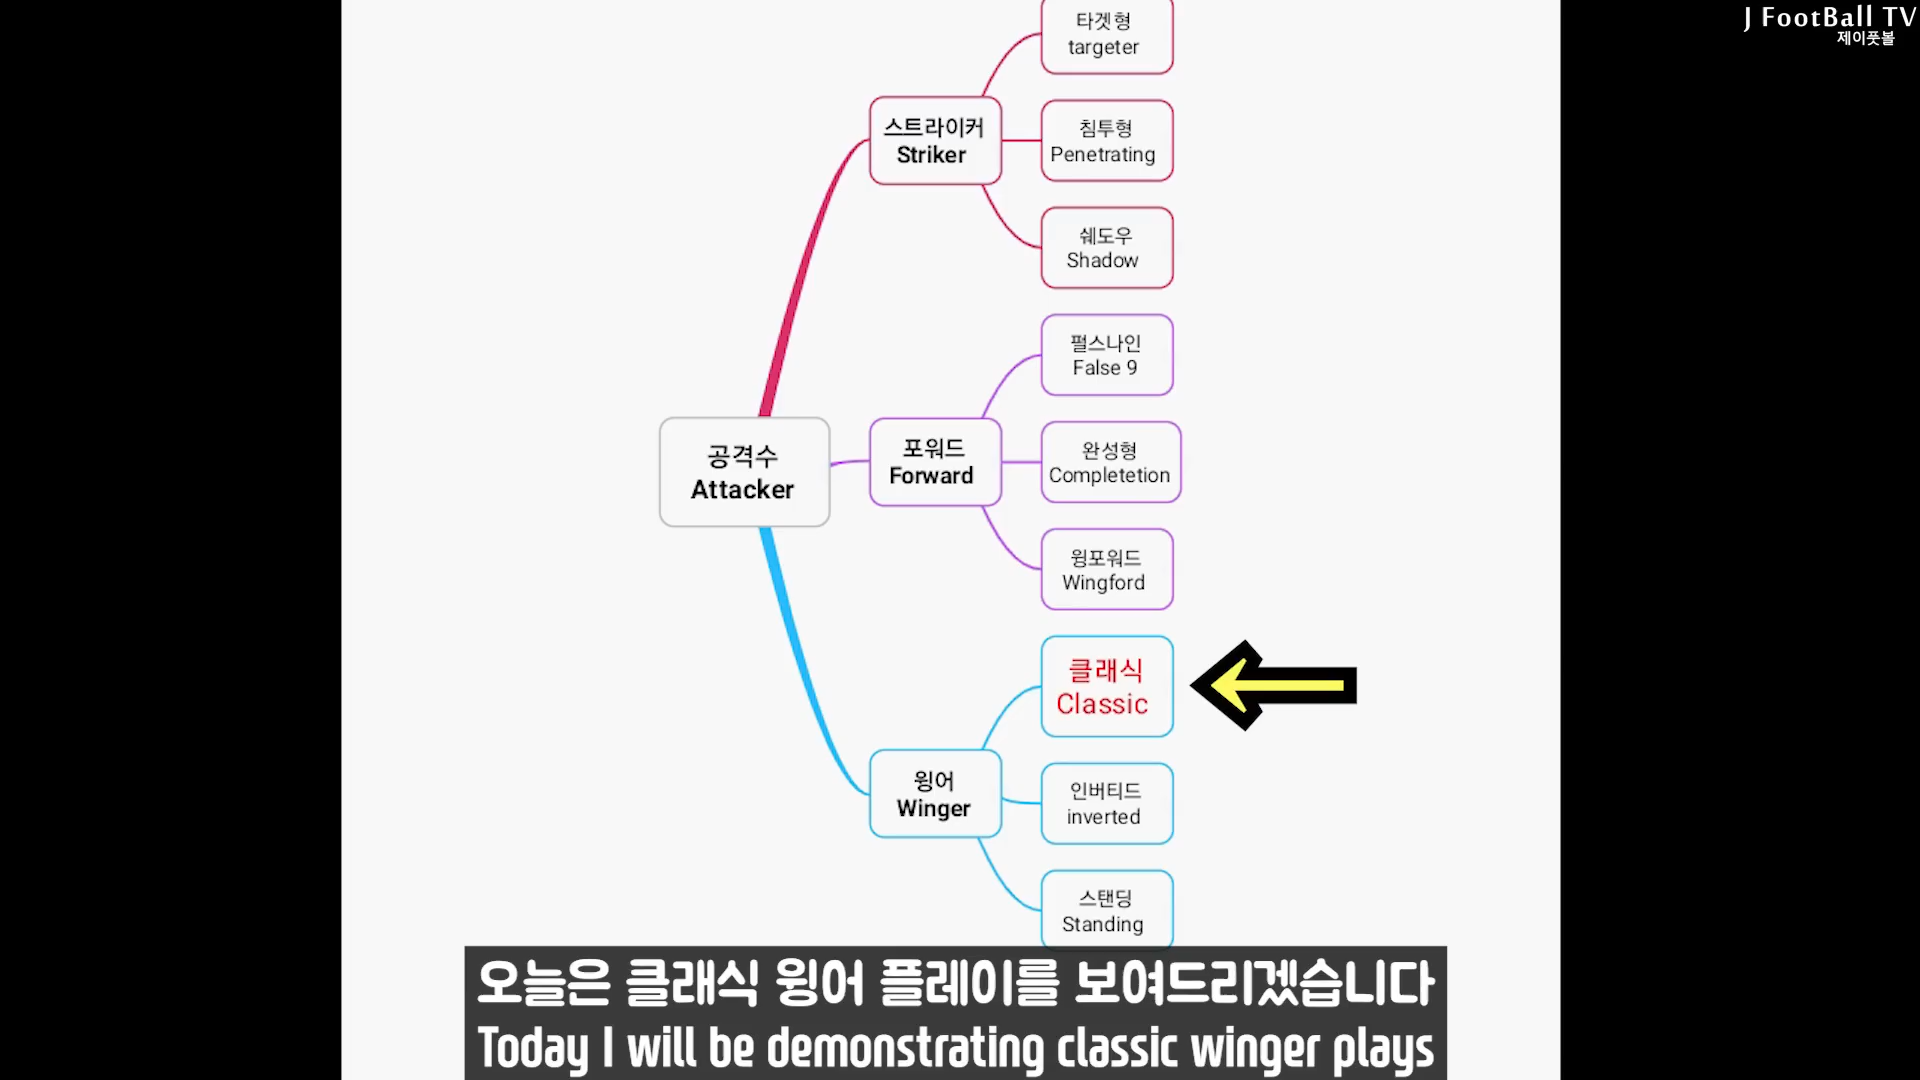 J FootBall TV
제이풋볼
타겟형
targeter
스트라이커
Striker
침투형
Penetrating
쉐도우
Shadow
펄스나인
False 9
공격수
Attacker
포워드
Forward
완성형
Completetion
윙포워드
Wingford
클래식
Classic
윙어
Winger
인버티드
inverted
스탠딩
Standing
오늘은 클래식 윙어 플레이를 보여드리겠습니다
Today I will be demonstrating classic winger plays